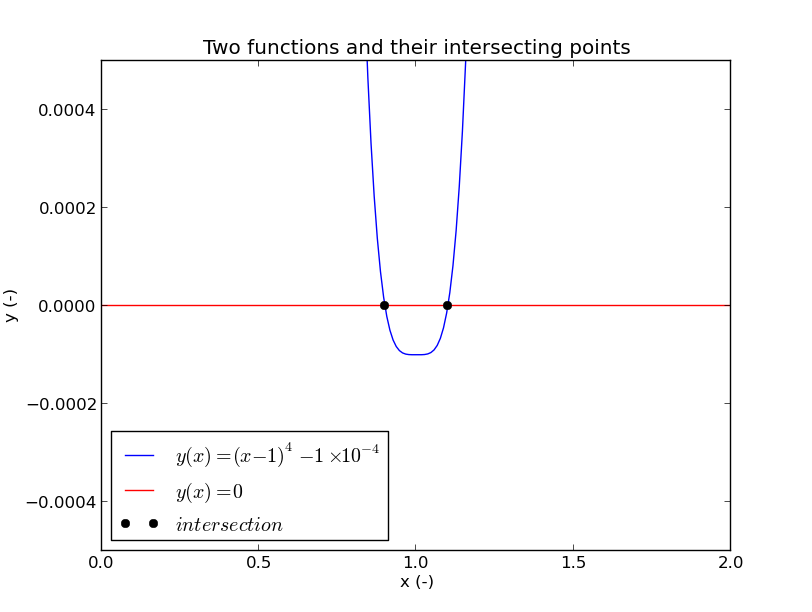 Two functions and their intersecting points
0.0004
0.0002
0.0000
−0.0002
−0.0004
y (-)
y(x) = (x−1)⁴ −1 ×10⁻⁴
y(x) = 0
intersection
0.0 0.5 1.0 1.5 2.0
x (-)